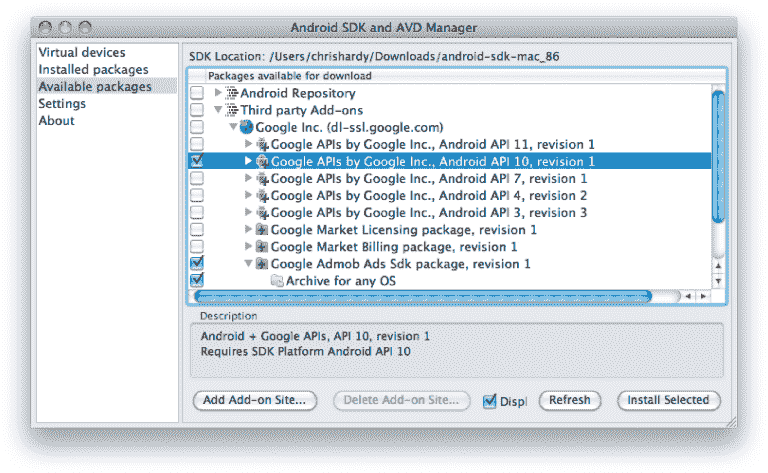 Android SDK and AVD Manager
Virtual devices
Installed packages
Available packages
Settings
About
SDK Location: /Users/chrishardy/Downloads/android-sdk-mac_86
Packages available for download
Android Repository
Third party Add-ons
Google Inc. (dl-ssl.google.com)
Google APIs by Google Inc., Android API 11, revision 1
Google APIs by Google Inc., Android API 10, revision 1
Google APIs by Google Inc., Android API 7, revision 1
Google APIs by Google Inc., Android API 4, revision 2
Google APIs by Google Inc., Android API 3, revision 3
Google Market Licensing package, revision 1
Google Market Billing package, revision 1
Google Admob Ads Sdk package, revision 1
Archive for any OS
Description
Android + Google APIs, API 10, revision 1
Requires SDK Platform Android API 10
Add Add-on Site... Delete Add-on Site... Displ Refresh Install Selected